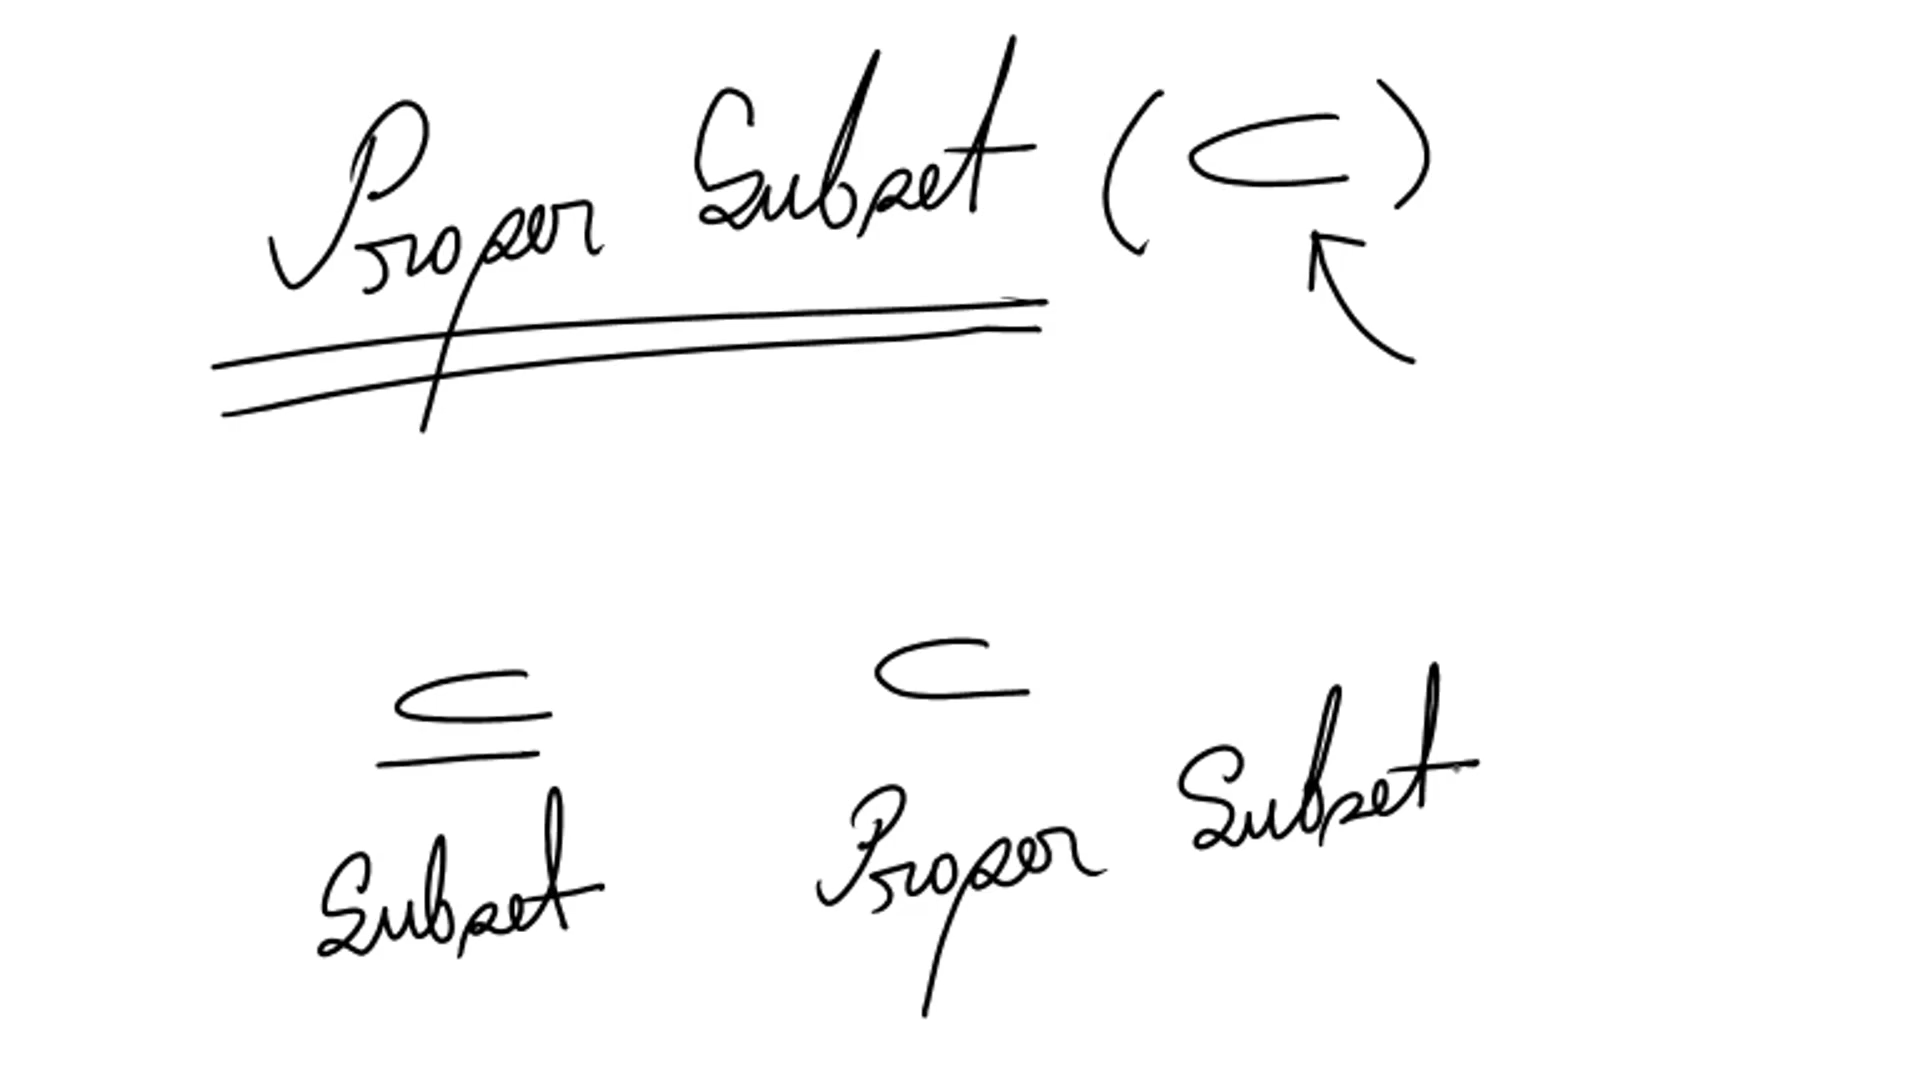 Proper Subset (⊂)
⊆ ⊂
Subset Proper Subset